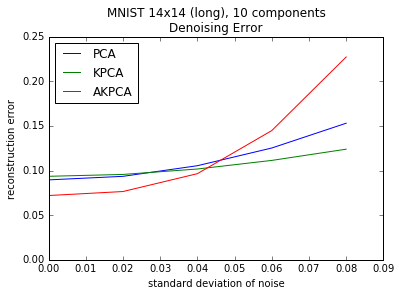 MNIST 14x14 (long), 10 components
Denoising Error
0.25
0.20
0.15
0.10
0.05
0.00
reconstruction error
PCA
KPCA
AKPCA
0.00 0.01 0.02 0.03 0.04 0.05 0.06 0.07 0.08 0.09
standard deviation of noise